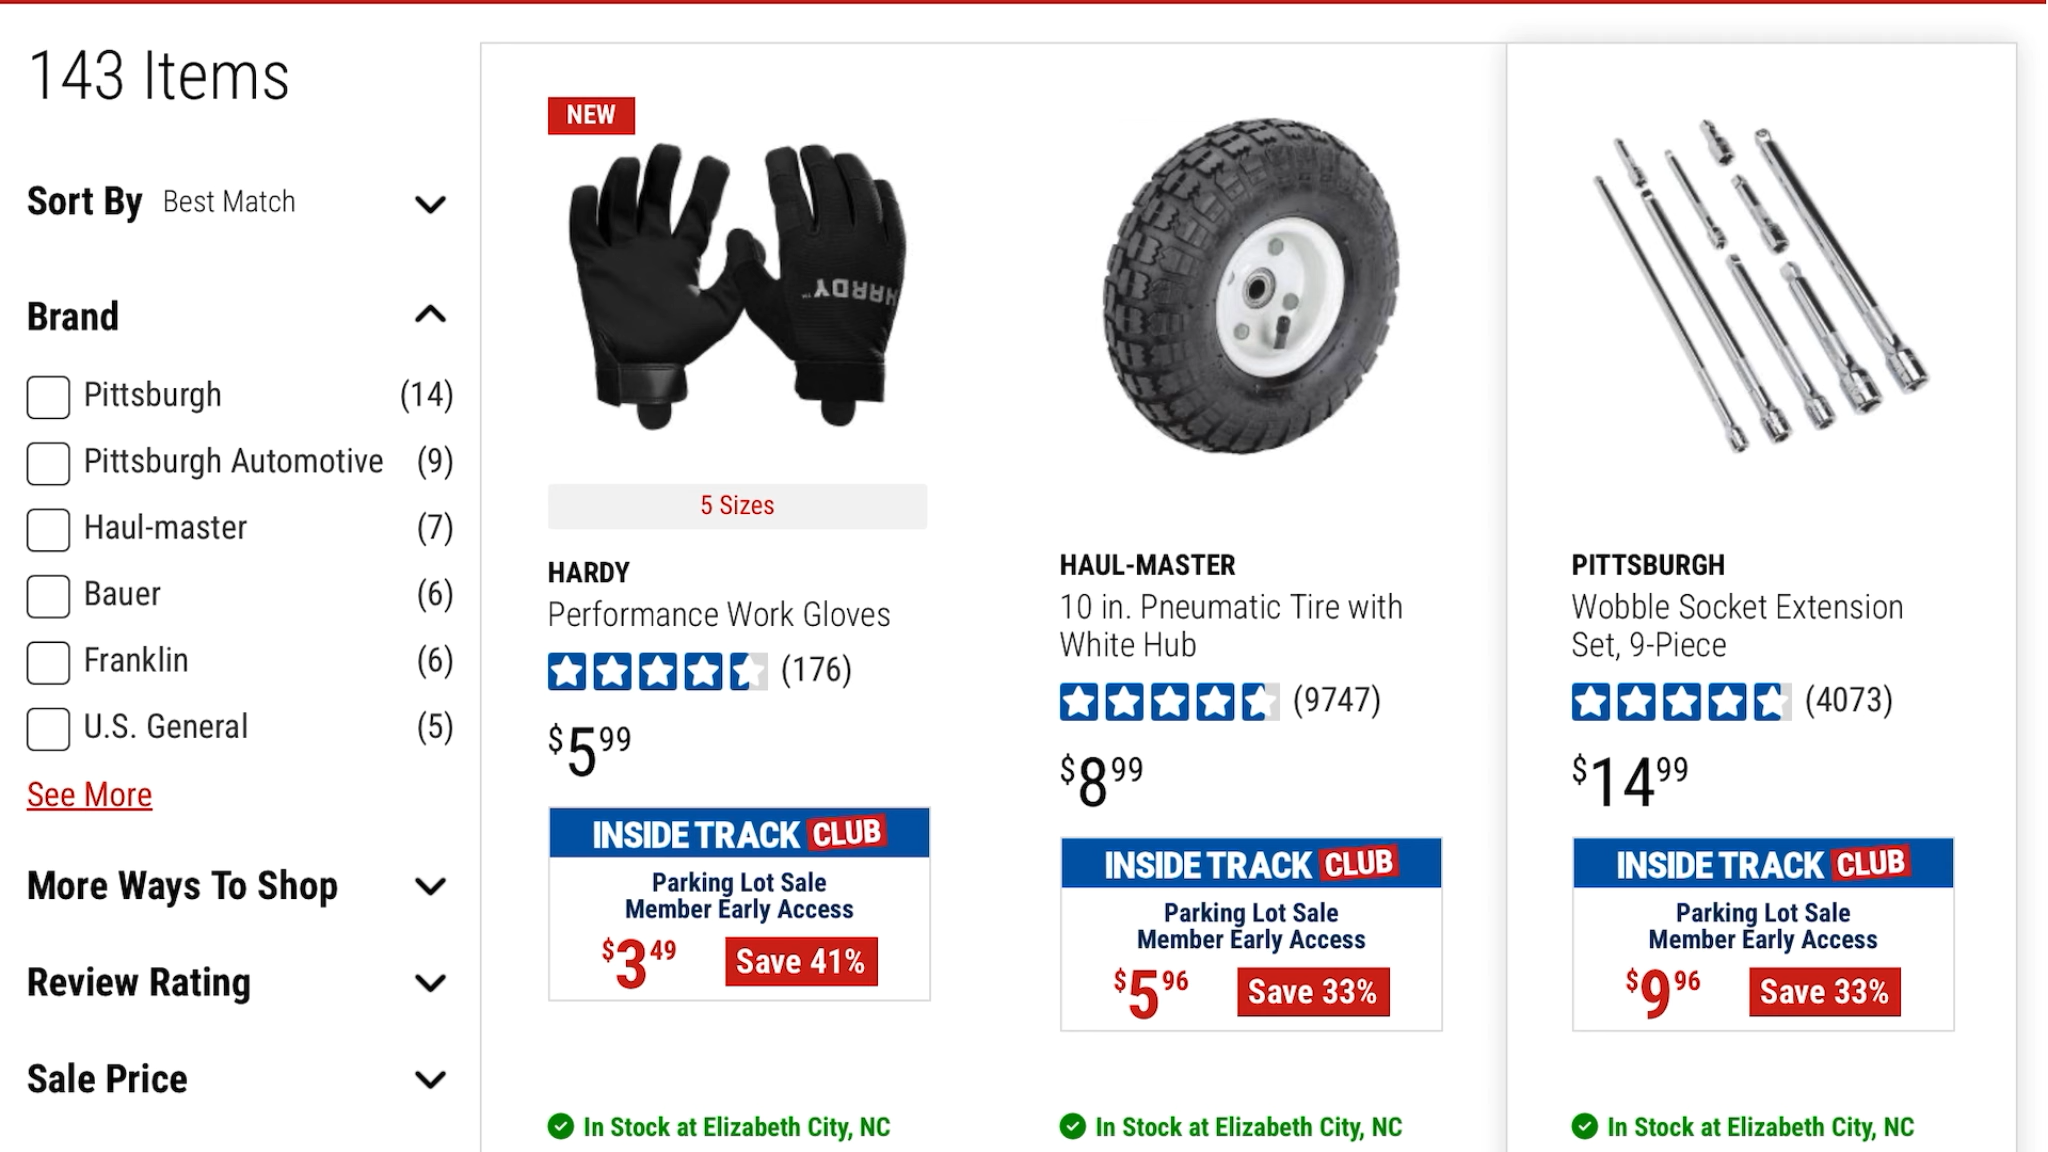 143 Items
Sort By Best Match
Brand
Pittsburgh (14)
Pittsburgh Automotive (9)
Haul-master (7)
Bauer (6)
Franklin (6)
U.S. General (5)
See More
More Ways To Shop
Review Rating
Sale Price
NEW
HARDY™
5 Sizes
HARDY
Performance Work Gloves
(176)
$5.99
INSIDE TRACK CLUB
Parking Lot Sale
Member Early Access
$3.49 Save 41%
In Stock at Elizabeth City, NC
HAUL-MASTER
10 in. Pneumatic Tire with
White Hub
(9747)
$8.99
INSIDE TRACK CLUB
Parking Lot Sale
Member Early Access
$5.96 Save 33%
In Stock at Elizabeth City, NC
PITTSBURGH
Wobble Socket Extension
Set, 9-Piece
(4073)
$14.99
INSIDE TRACK CLUB
Parking Lot Sale
Member Early Access
$9.96 Save 33%
In Stock at Elizabeth City, NC